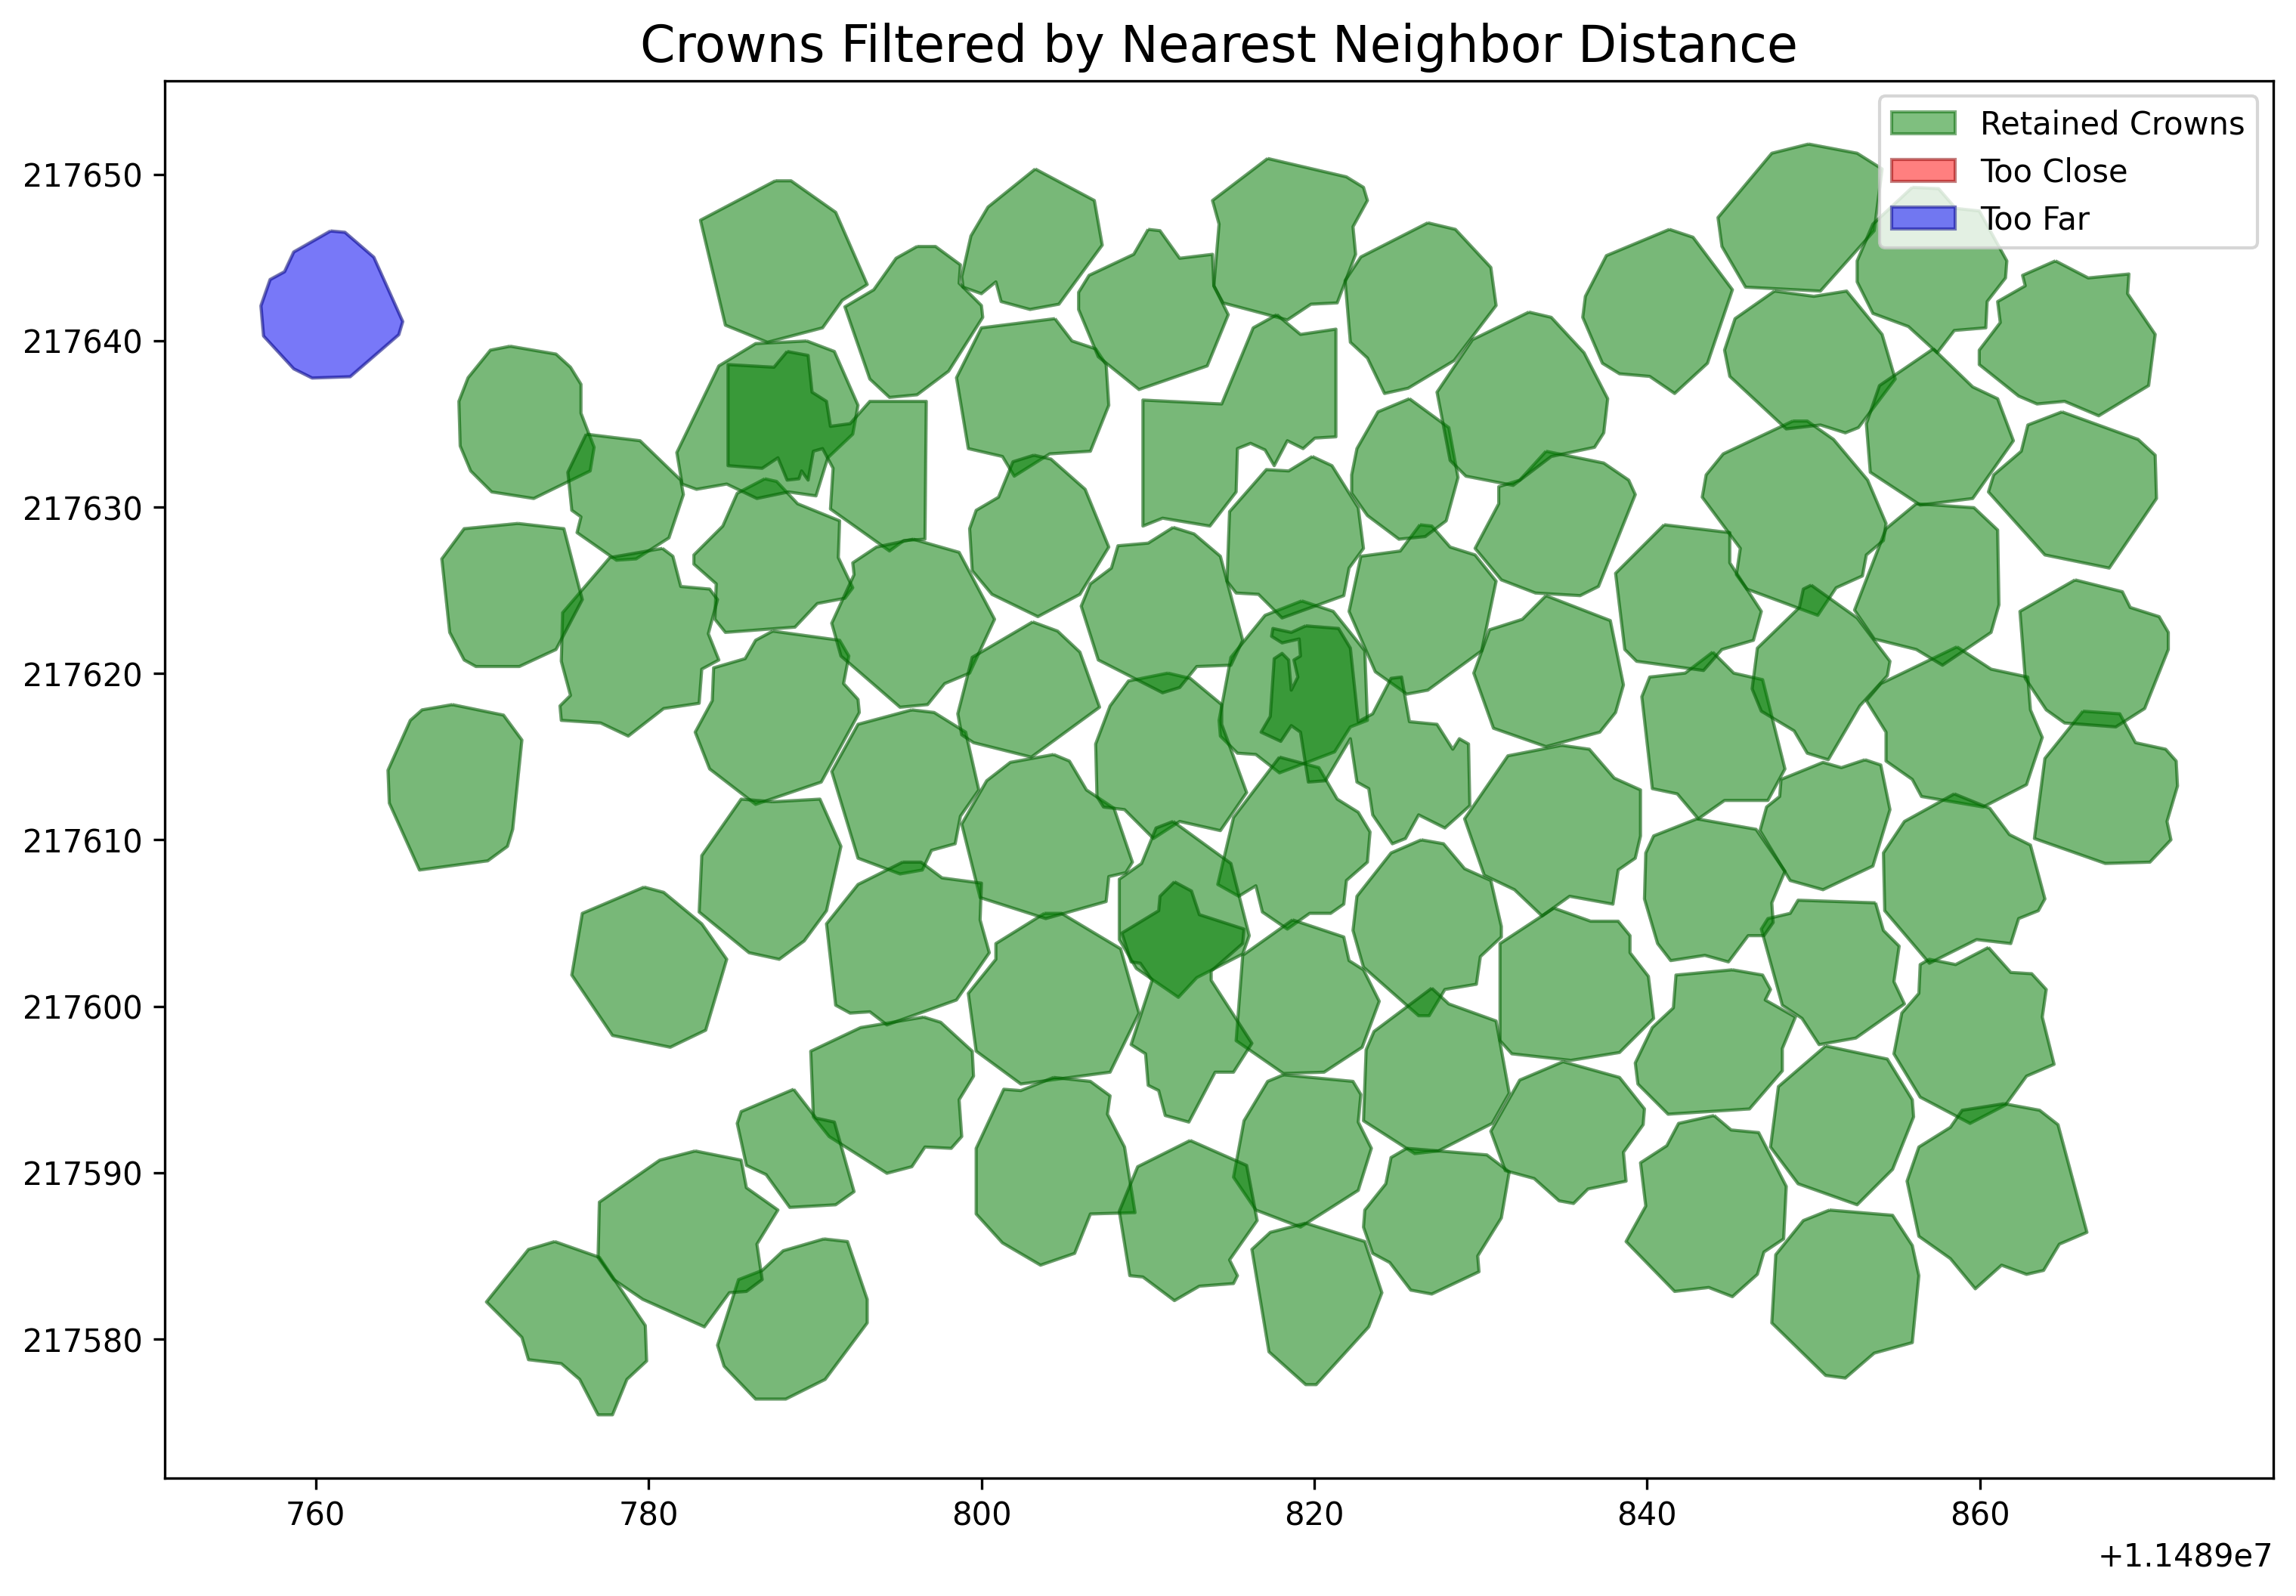 Crowns Filtered by Nearest Neighbor Distance
Retained Crowns
Too Close
Too Far
217650
217640
217630
217620
217610
217600
217590
217580
760 780 800 820 840 860
+1.1489e7